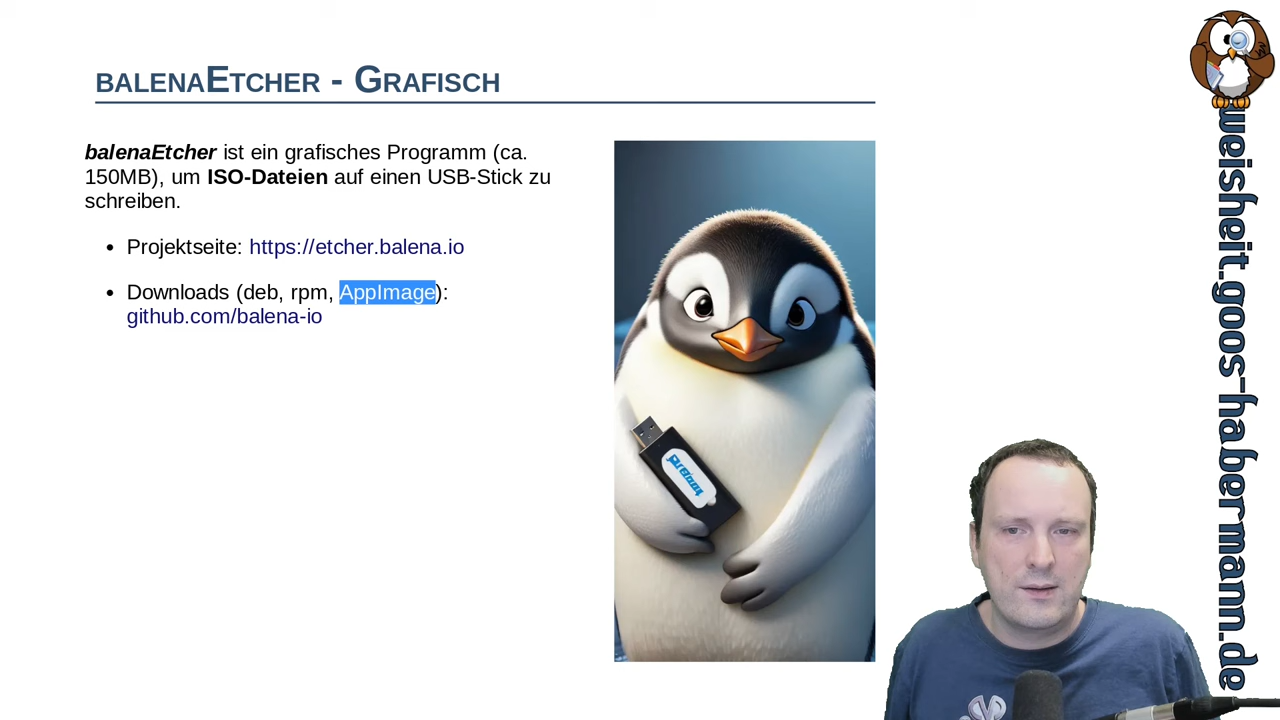 balenaEtcher - Grafisch
balenaEtcher ist ein grafisches Programm (ca.
150MB), um ISO-Dateien auf einen USB-Stick zu
schreiben.
Projektseite: https://etcher.balena.io
Downloads (deb, rpm, AppImage):
github.com/balena-io
weisheit.goos-habermann.de